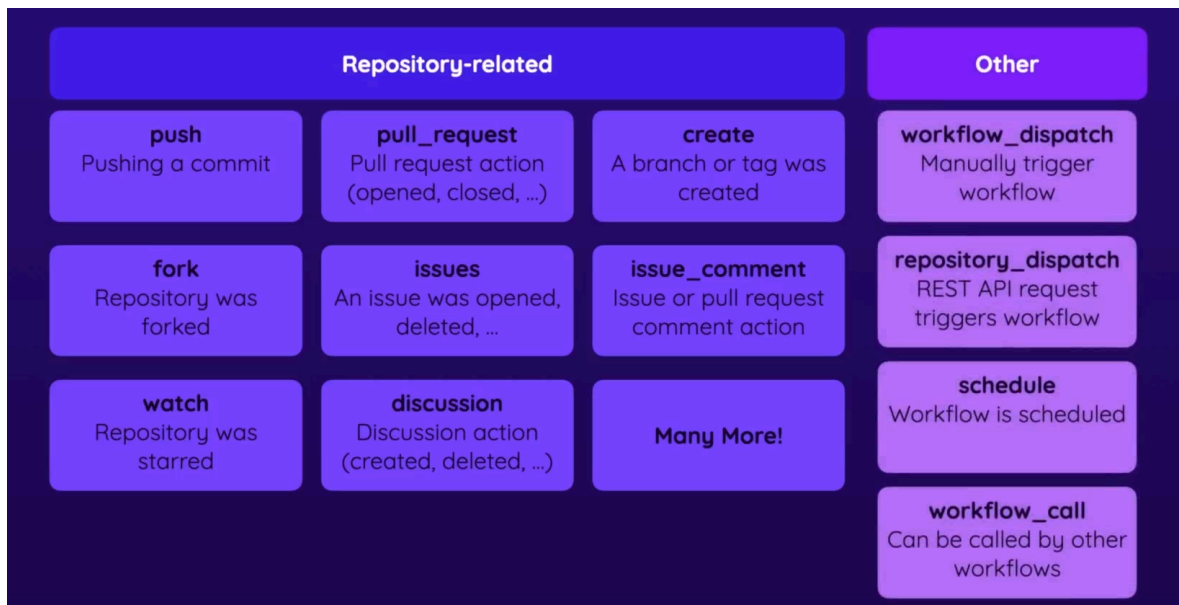 Repository-related
push
Pushing a commit
pull_request
Pull request action
(opened, closed, ...)
create
A branch or tag was
created
fork
Repository was
forked
issues
An issue was opened,
deleted, ...
issue_comment
Issue or pull request
comment action
watch
Repository was
starred
discussion
Discussion action
(created, deleted, ...)
Many More!
Other
workflow_dispatch
Manually trigger
workflow
repository_dispatch
REST API request
triggers workflow
schedule
Workflow is scheduled
workflow_call
Can be called by other
workflows